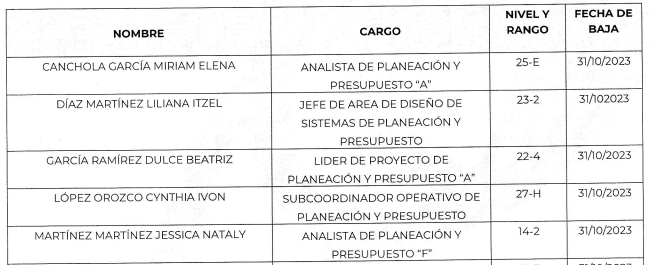 NOMBRE
CARGO
NIVEL Y
RANGO
FECHA DE
BAJA
CANCHOLA GARCÍA MIRIAM ELENA
ANALISTA DE PLANEACIÓN Y
PRESUPUESTO "A"
25-E
31/10/2023
DÍAZ MARTÍNEZ LILIANA ITZEL
JEFE DE AREA DE DISEÑO DE
SISTEMAS DE PLANEACIÓN Y
PRESUPUESTO
23-2
31/102023
GARCÍA RAMÍREZ DULCE BEATRIZ
LIDER DE PROYECTO DE
PLANEACIÓN Y PRESUPUESTO "A"
22-4
31/10/2023
LÓPEZ OROZCO CYNTHIA IVON
SUBCOORDINADOR OPERATIVO DE
PLANEACIÓN Y PRESUPUESTO
27-H
31/10/2023
MARTÍNEZ MARTÍNEZ JESSICA NATALY
ANALISTA DE PLANEACIÓN Y
PRESUPUESTO "F"
14-2
31/10/2023